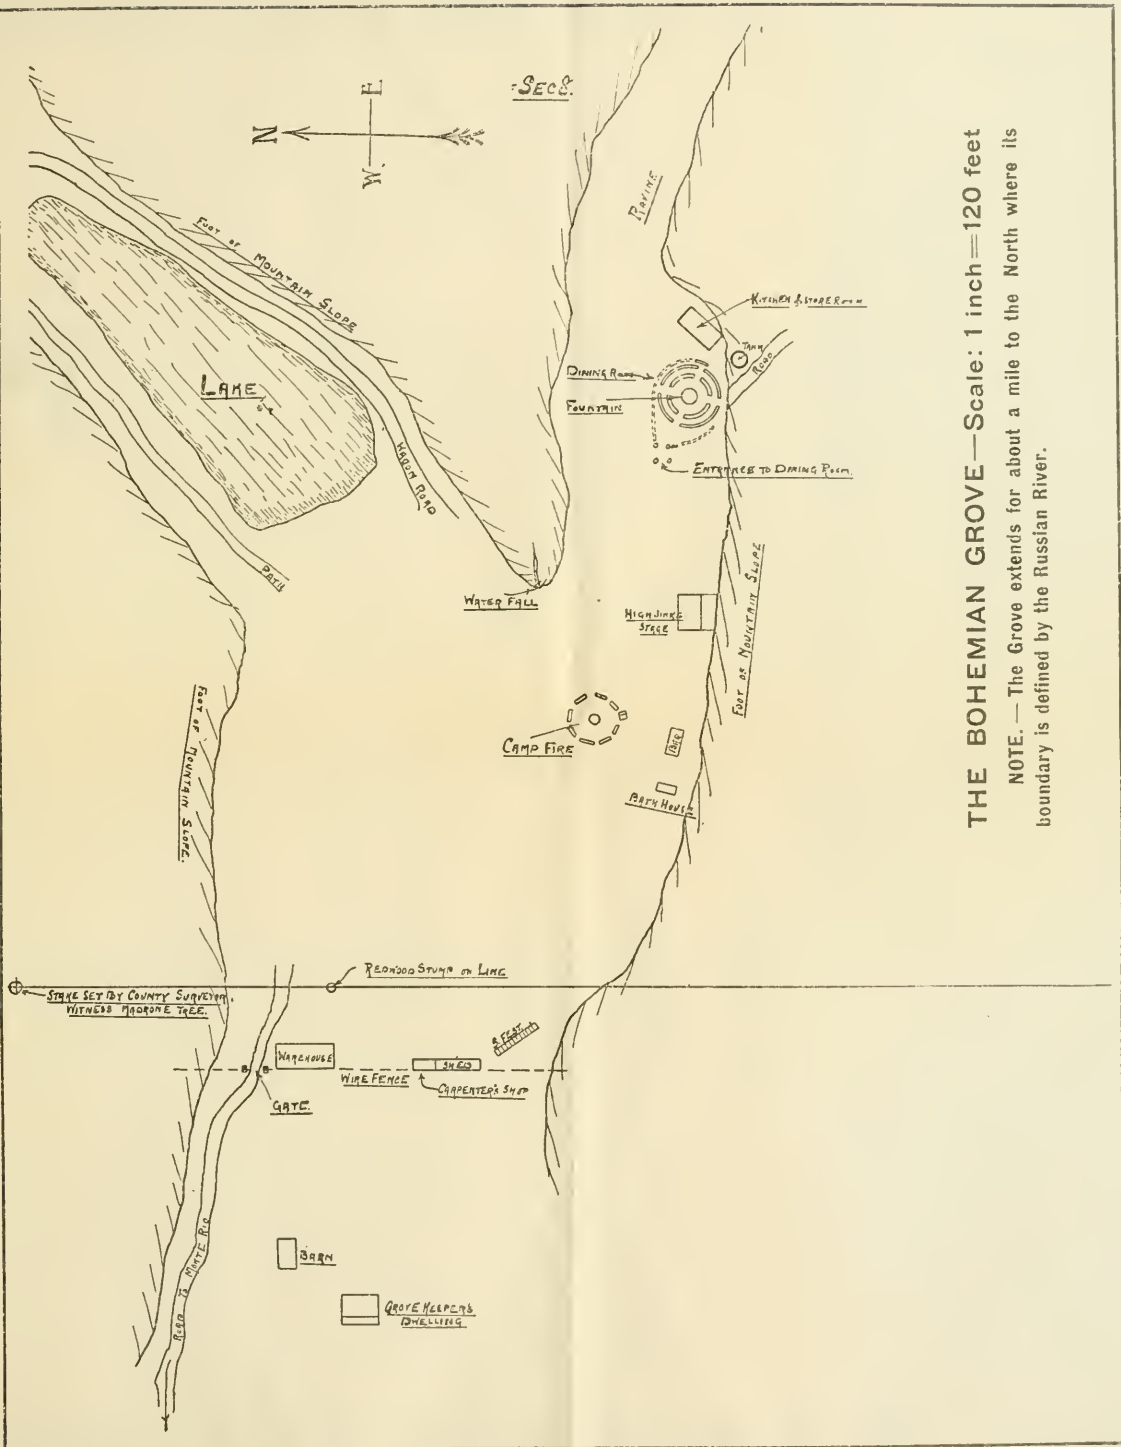 SEC 8.
N
E
W.
RAVINE
FOOT OF MOUNTAIN SLOPE
LAKE
KITCHEN & STORE ROOM
TANK
ROAD
DINING ROOM
FOUNTAIN
ENTRANCE TO DINING ROOM.
WAGON ROAD
PATH
WATER FALL
HIGH JINKS
STAGE
FOOT OF MOUNTAIN SLOPE
FOOT OF MOUNTAIN SLOPE.
CAMP FIRE
BAR
BATH HOUSE
REDWOOD STUMP ON LINE
STAKE SET BY COUNTY SURVEYOR.
WITNESS MADRONE TREE.
WAREHOUSE
WIRE FENCE
SHED
CARPENTER'S SHOP
GATE.
ROAD TO MONTE RIO
BARN
GROVE KEEPER'S
DWELLING
THE BOHEMIAN GROVE—Scale: 1 inch=120 feet
NOTE.—The Grove extends for about a mile to the North where its
boundary is defined by the Russian River.